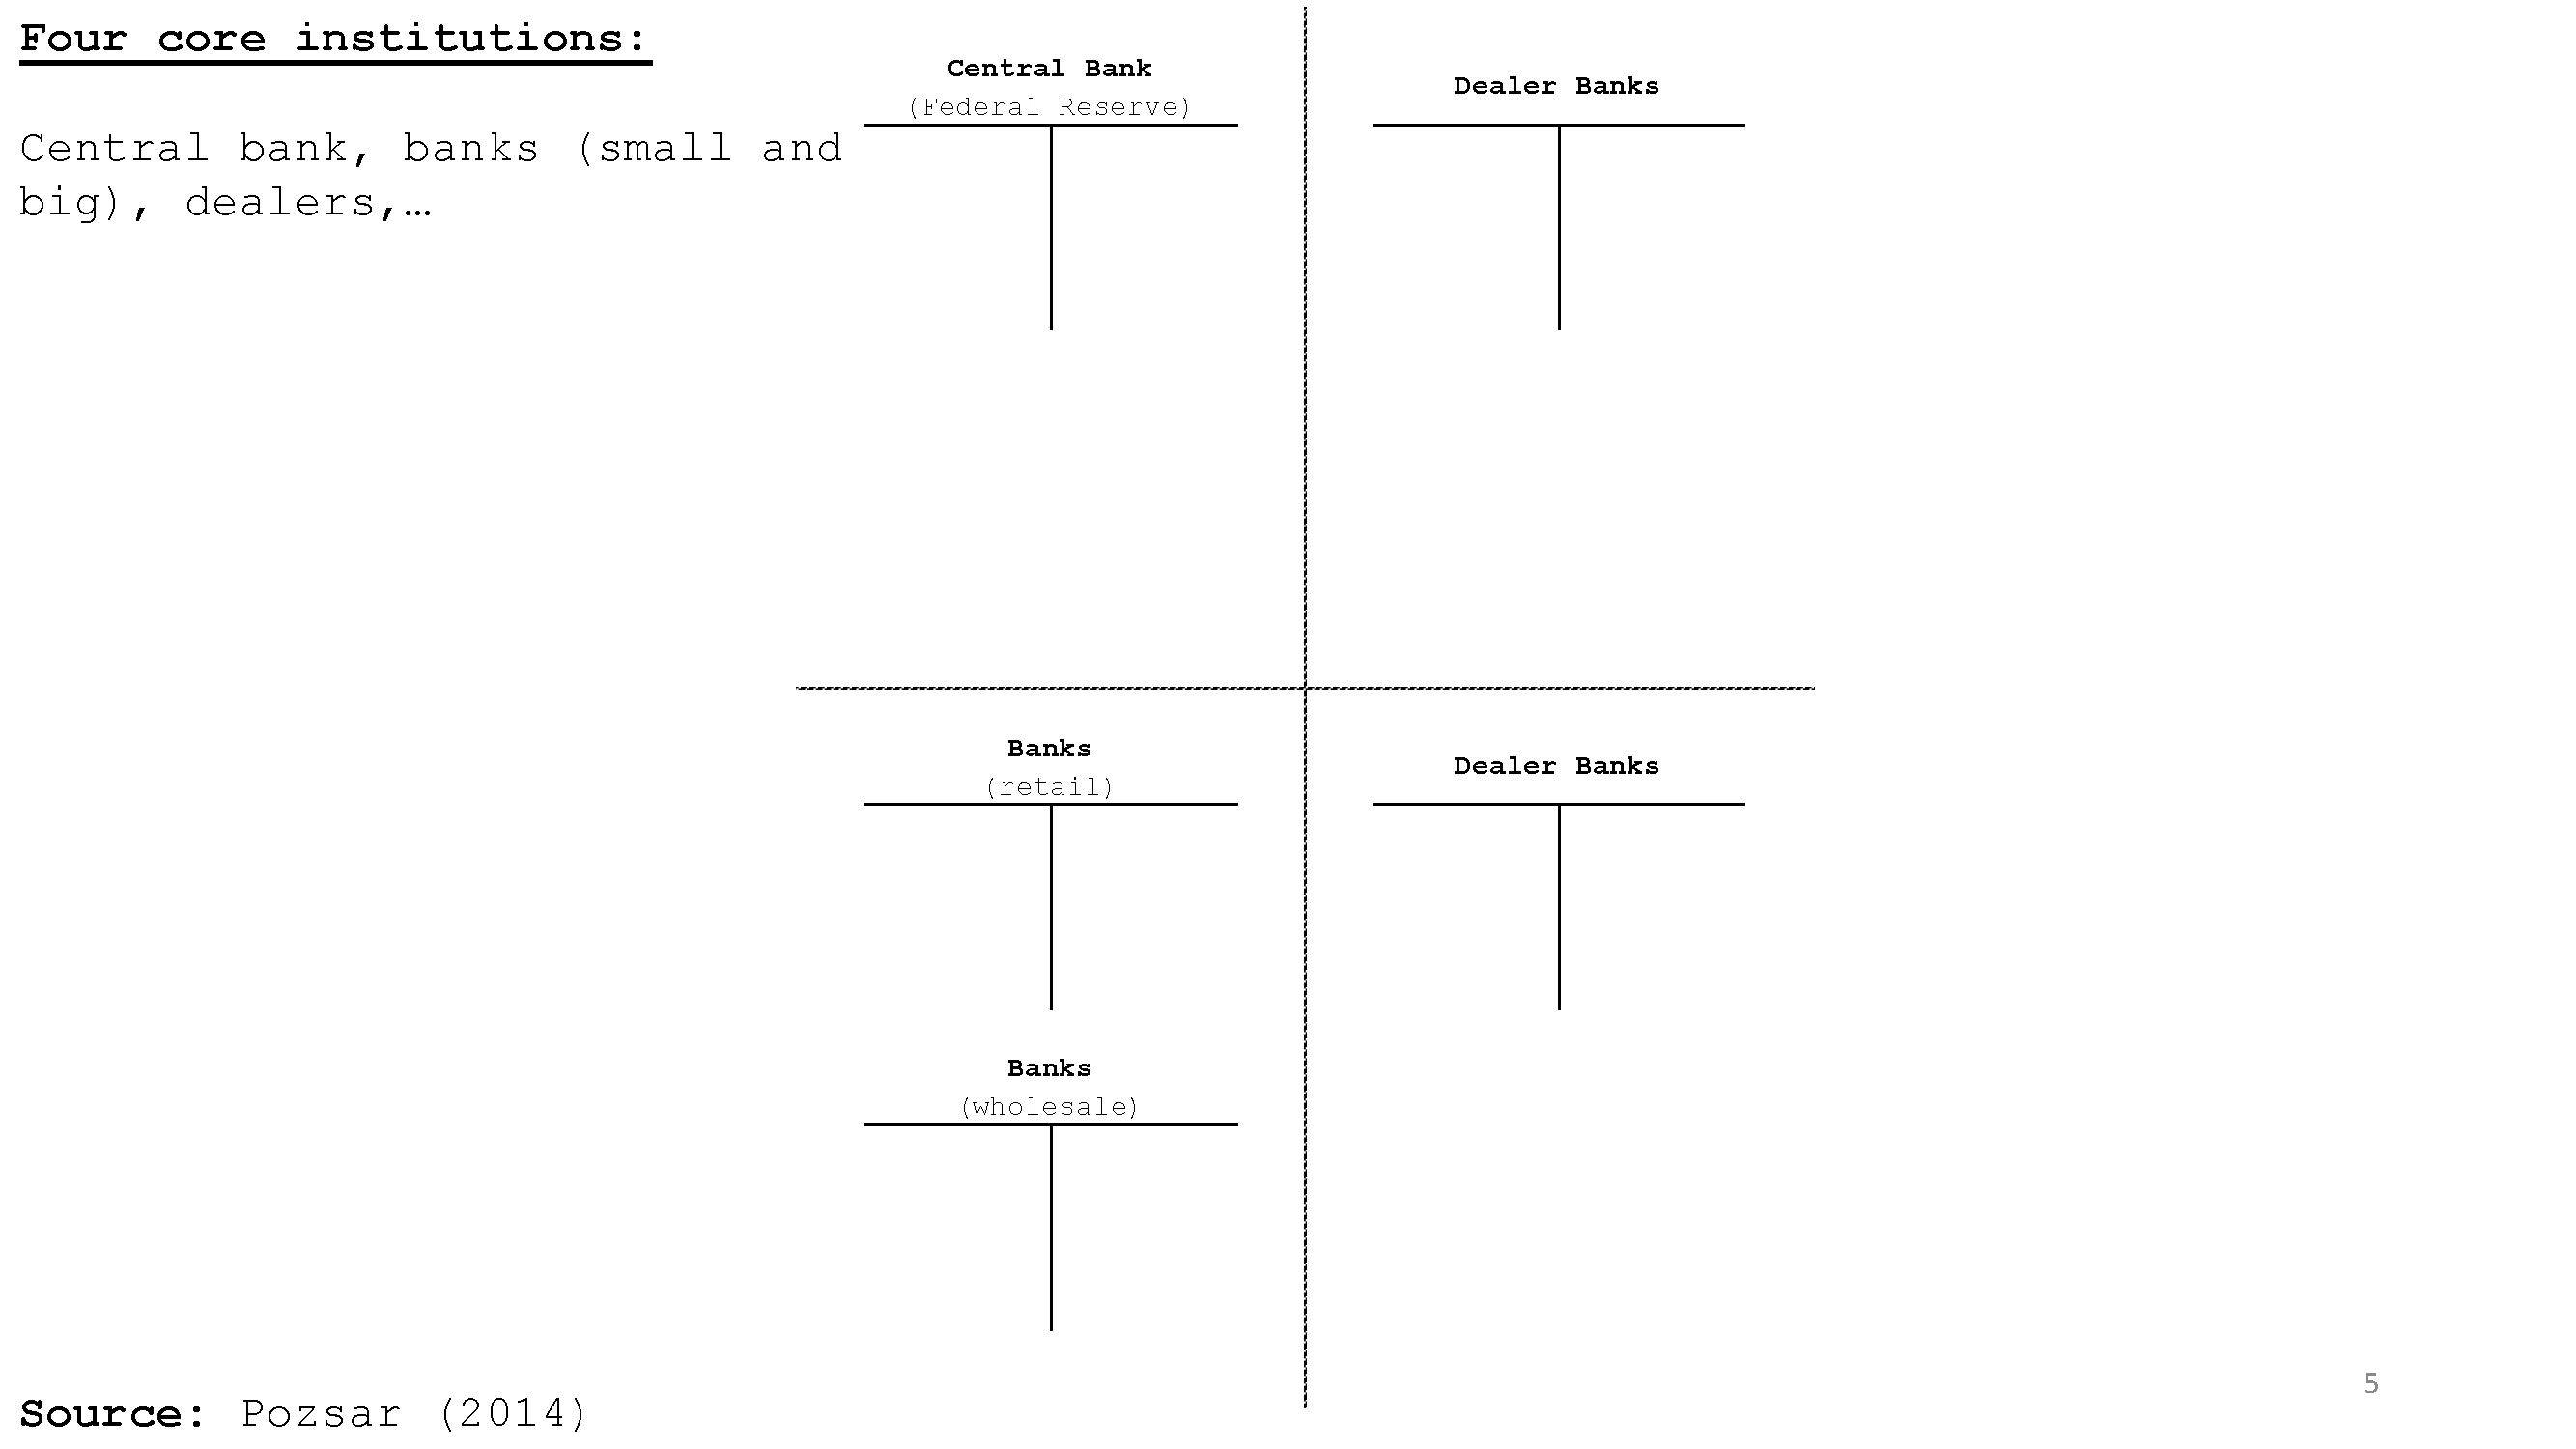 Four core institutions:
Central bank, banks (small and
big), dealers,…
Central Bank
(Federal Reserve)
Dealer Banks
Banks
(retail)
Dealer Banks
Banks
(wholesale)
Source: Pozsar (2014)
5